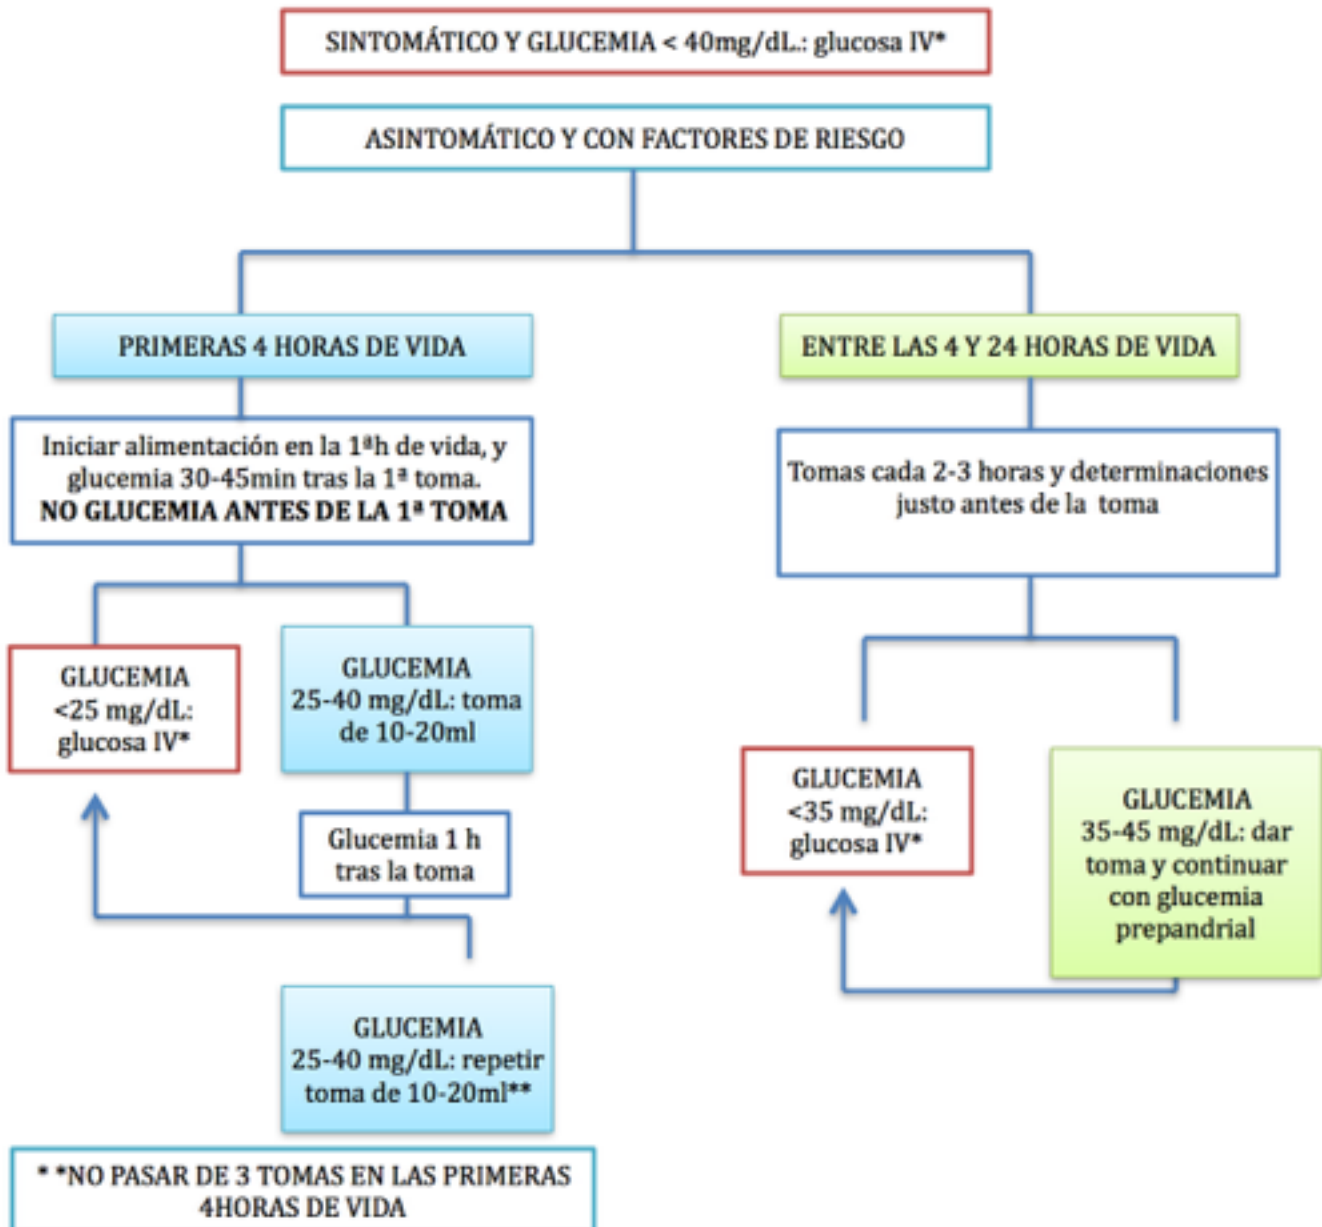 SINTOMÁTICO Y GLUCEMIA < 40mg/dL.: glucosa IV*
ASINTOMÁTICO Y CON FACTORES DE RIESGO
PRIMERAS 4 HORAS DE VIDA
Iniciar alimentación en la 1ªh de vida, y
glucemia 30-45min tras la 1ª toma.
NO GLUCEMIA ANTES DE LA 1ª TOMA
GLUCEMIA
<25 mg/dL:
glucosa IV*
GLUCEMIA
25-40 mg/dL: toma
de 10-20ml
Glucemia 1 h
tras la toma
GLUCEMIA
25-40 mg/dL: repetir
toma de 10-20ml**
* *NO PASAR DE 3 TOMAS EN LAS PRIMERAS
4HORAS DE VIDA
ENTRE LAS 4 Y 24 HORAS DE VIDA
Tomas cada 2-3 horas y determinaciones
justo antes de la toma
GLUCEMIA
<35 mg/dL:
glucosa IV*
GLUCEMIA
35-45 mg/dL: dar
toma y continuar
con glucemia
prepandrial